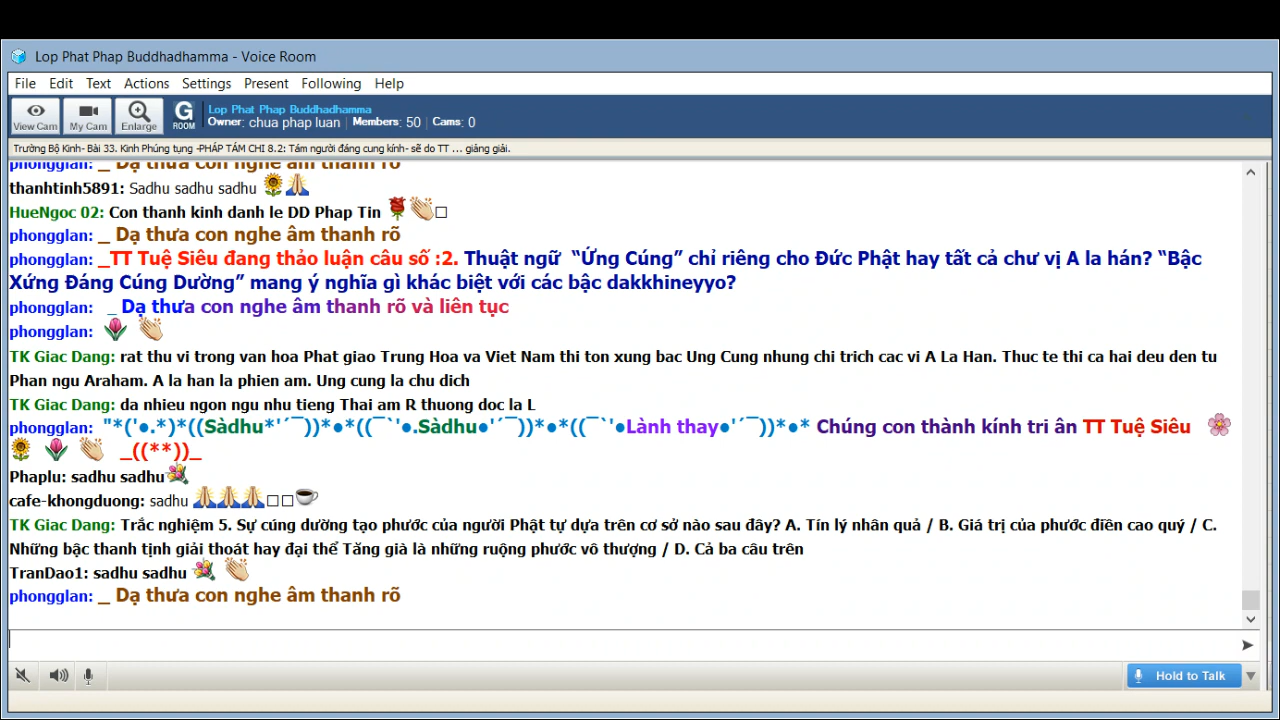 Lop Phat Phap Buddhadhamma - Voice Room
File Edit Text Actions Settings Present Following Help
View Cam My Cam Enlarge G ROOM Lop Phat Phap Buddhadhamma
Owner: chua phap luan | Members: 50 | Cams: 0
Trường Bộ Kinh- Bài 33. Kinh Phúng tụng -PHÁP TÁM CHI 8.2: Tám người đáng cung kính- sẽ do TT ... giảng giải.
phongglan: _ Dạ thưa con nghe âm thanh rõ
thanhtinh5891: Sadhu sadhu sadhu 🌻🙏
HueNgoc 02: Con thanh kinh danh le DD Phap Tin 🌹👏□
phongglan: _ Dạ thưa con nghe âm thanh rõ
phongglan: _TT Tuệ Siêu đang thảo luận câu số :2. Thuật ngữ “Ứng Cúng” chỉ riêng cho Đức Phật hay tất cả chư vị A la hán? “Bậc
Xứng Đáng Cúng Dường” mang ý nghĩa gì khác biệt với các bậc dakkhineyyo?
phongglan: _ Dạ thưa con nghe âm thanh rõ và liên tục
phongglan: 🌷 👏
TK Giac Dang: rat thu vi trong van hoa Phat giao Trung Hoa va Viet Nam thi ton xung bac Ung Cung nhung chi trich cac vi A La Han. Thuc te thi ca hai deu den tu
Phan ngu Araham. A la han la phien am. Ung cung la chu dich
TK Giac Dang: da nhieu ngon ngu nhu tieng Thai am R thuong doc la L
phongglan: "*('●.*)*((Sàdhu*'´¯))*●*((¯`'●.Sàdhu●'´¯))*●*((¯`'●Lành thay●'´¯))*●* Chúng con thành kính tri ân TT Tuệ Siêu 🌸
🌻 🌷 👏 _((**))_
Phaplu: sadhu sadhu💐
cafe-khongduong: sadhu 🙏🙏🙏□□☕
TK Giac Dang: Trắc nghiệm 5. Sự cúng dường tạo phước của người Phật tự dựa trên cơ sở nào sau đây? A. Tín lý nhân quả / B. Giá trị của phước điền cao quý / C.
Những bậc thanh tịnh giải thoát hay đại thể Tăng già là những ruộng phước vô thượng / D. Cả ba câu trên
TranDao1: sadhu sadhu 💐 👏
phongglan: _ Dạ thưa con nghe âm thanh rõ
Hold to Talk